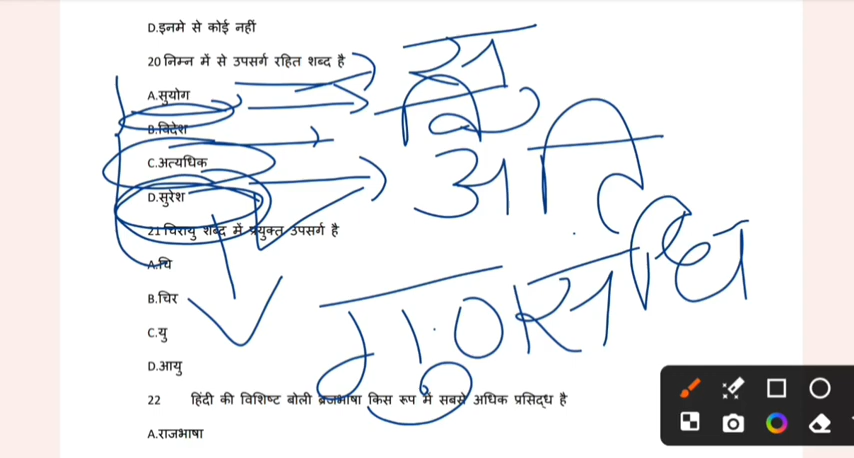 D.इनमे से कोई नहीं
20 निम्न में से उपसर्ग रहित शब्द है
A.सुयोग
B.विदेश
C.अत्यधिक
D.सुरेश
21 चिरायु शब्द में प्रयुक्त उपसर्ग है
A.चि
B.चिर
C.यु
D.आयु
22 हिंदी की विशिष्ट बोली ब्रजभाषा किस रूप में सबसे अधिक प्रसिद्ध है
A.राजभाषा
सु
वि
अति
गुण संधि